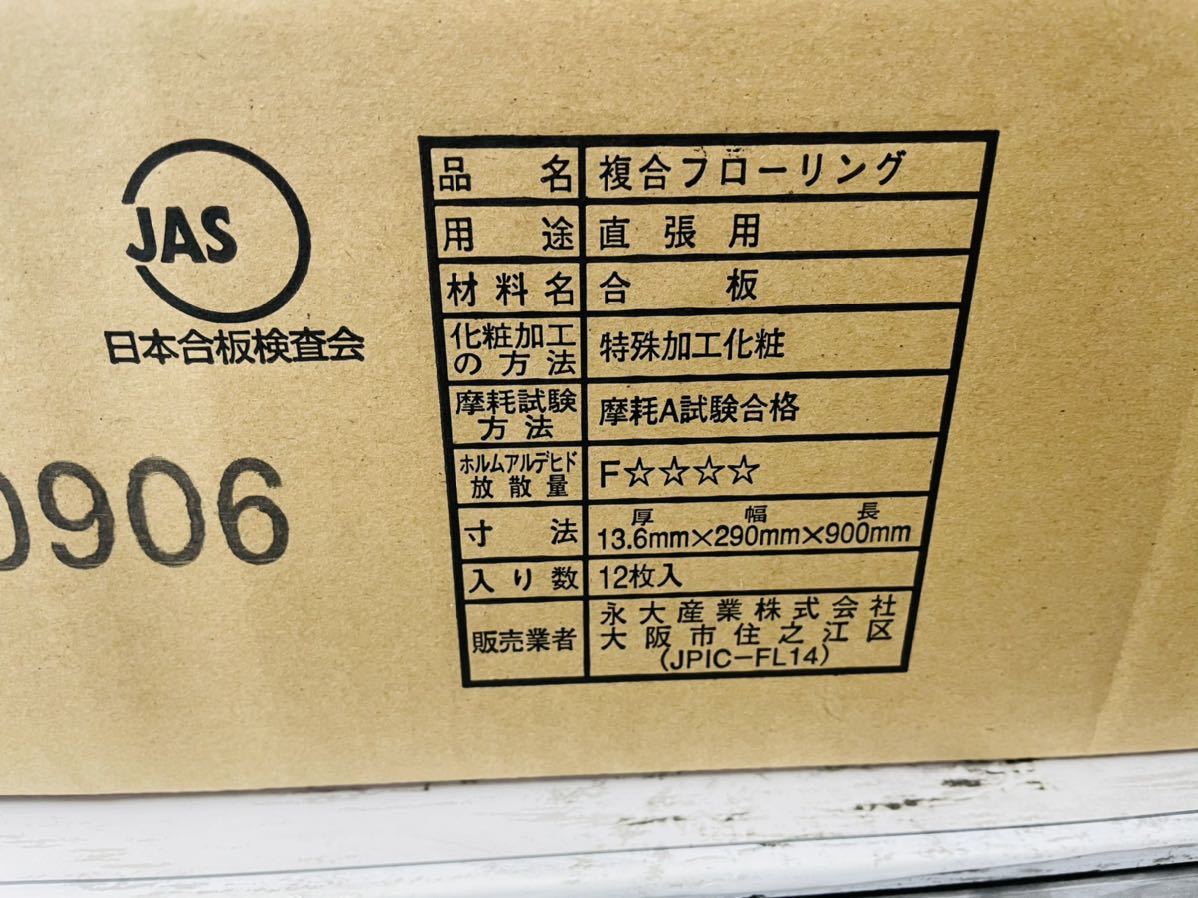 JAS
日本合板検査会
0906
品名 複合フローリング
用途 直張用
材料名 合板
化粧加工
の方法
特殊加工化粧
摩耗試験
方法
摩耗A試験合格
ホルムアルデヒド
放散量
F☆☆☆☆
寸法
厚 幅 長
13.6mm×290mm×900mm
入り数 12枚入
販売業者
永大産業株式会社
大阪市住之江区
(JPIC-FL14)